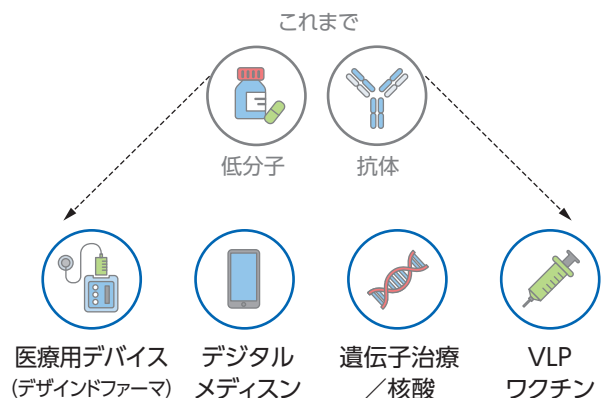 これまで
低分子
抗体
医療用デバイス
(デザインドファーマ)
デジタル
メディスン
遺伝子治療
／核酸
VLP
ワクチン